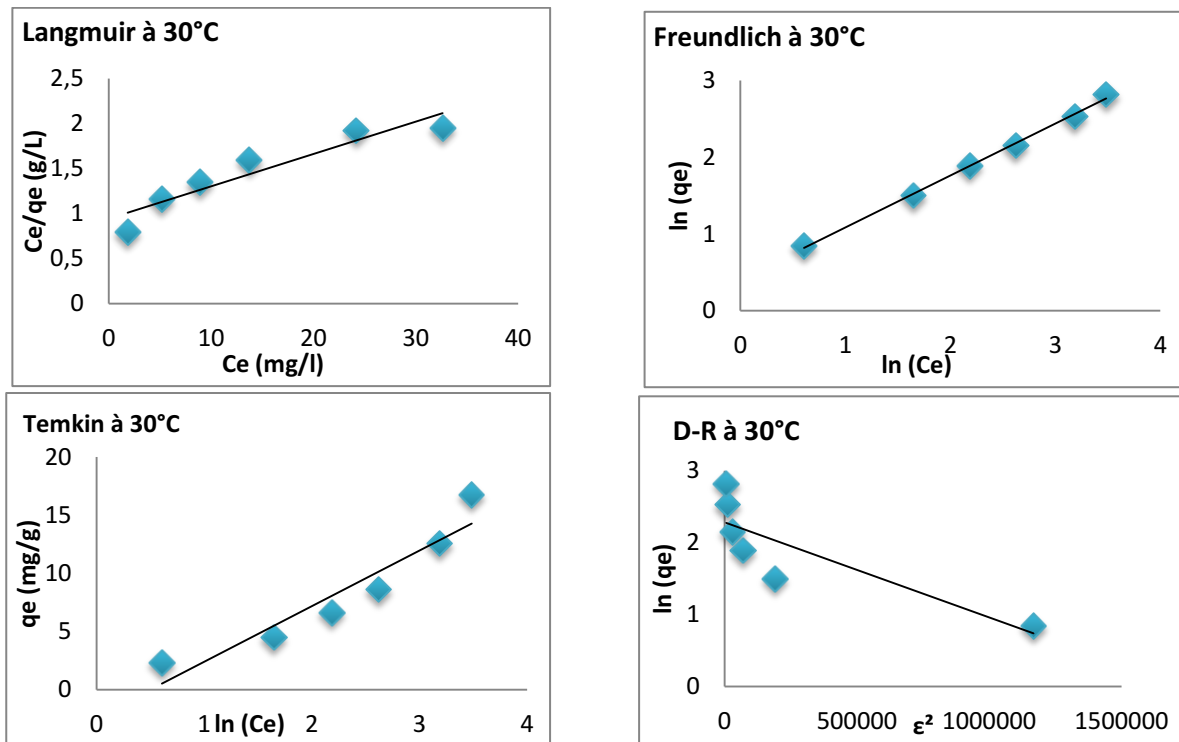 Langmuir à 30°C
2,5
2
1,5
1
0,5
0
Ce/qe (g/L)
0 10 20 30 40
Ce (mg/l)
Freundlich à 30°C
3
2
1
0
ln (qe)
0 1 2 3 4
ln (Ce)
Temkin à 30°C
20
15
10
5
0
qe (mg/g)
0 1 2 3 4
ln (Ce)
D-R à 30°C
3
2
1
0
ln (qe)
0 500000 1000000 1500000
ε²